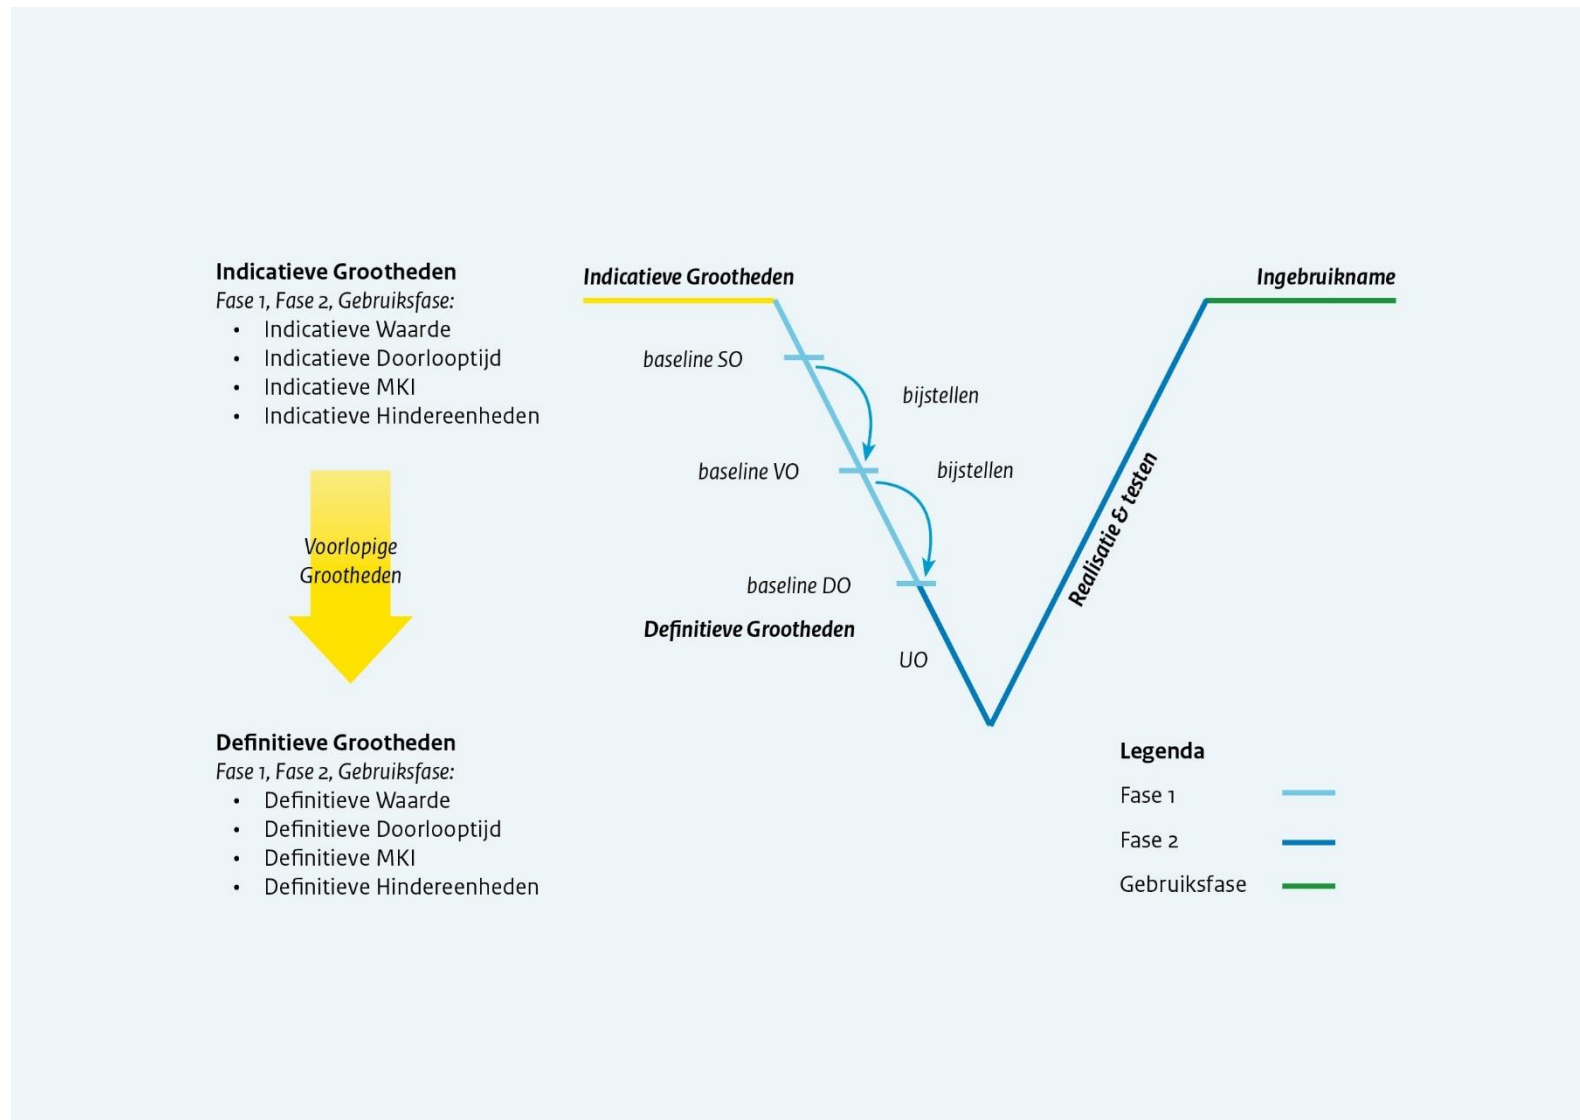 Indicatieve Grootheden
Fase 1, Fase 2, Gebruiksfase:
• Indicatieve Waarde
• Indicatieve Doorlooptijd
• Indicatieve MKI
• Indicatieve Hindereenheden
Voorlopige
Grootheden
Definitieve Grootheden
Fase 1, Fase 2, Gebruiksfase:
• Definitieve Waarde
• Definitieve Doorlooptijd
• Definitieve MKI
• Definitieve Hindereenheden
Indicatieve Grootheden
Ingebruikname
baseline SO
bijstellen
baseline VO
bijstellen
baseline DO
Definitieve Grootheden
UO
Realisatie & testen
Legenda
Fase 1
Fase 2
Gebruiksfase